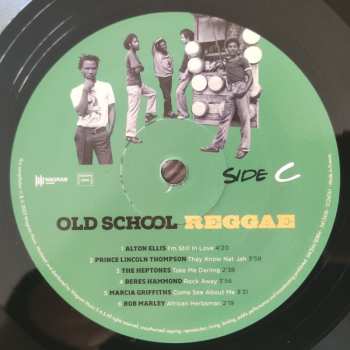 SIDE C
OLD SCHOOL REGGAE
WAGRAM
1 ALTON ELLIS I'm Still In Love 4'20
2 PRINCE LINCOLN THOMPSON They Know Nat Jah 3'58
3 THE HEPTONES Take Me Darling 2'38
4 BERES HAMMOND Rock Away 3'56
5 MARCIA GRIFFITHS Come See About Me 3'21
6 BOB MARLEY African Herbsman 2'19